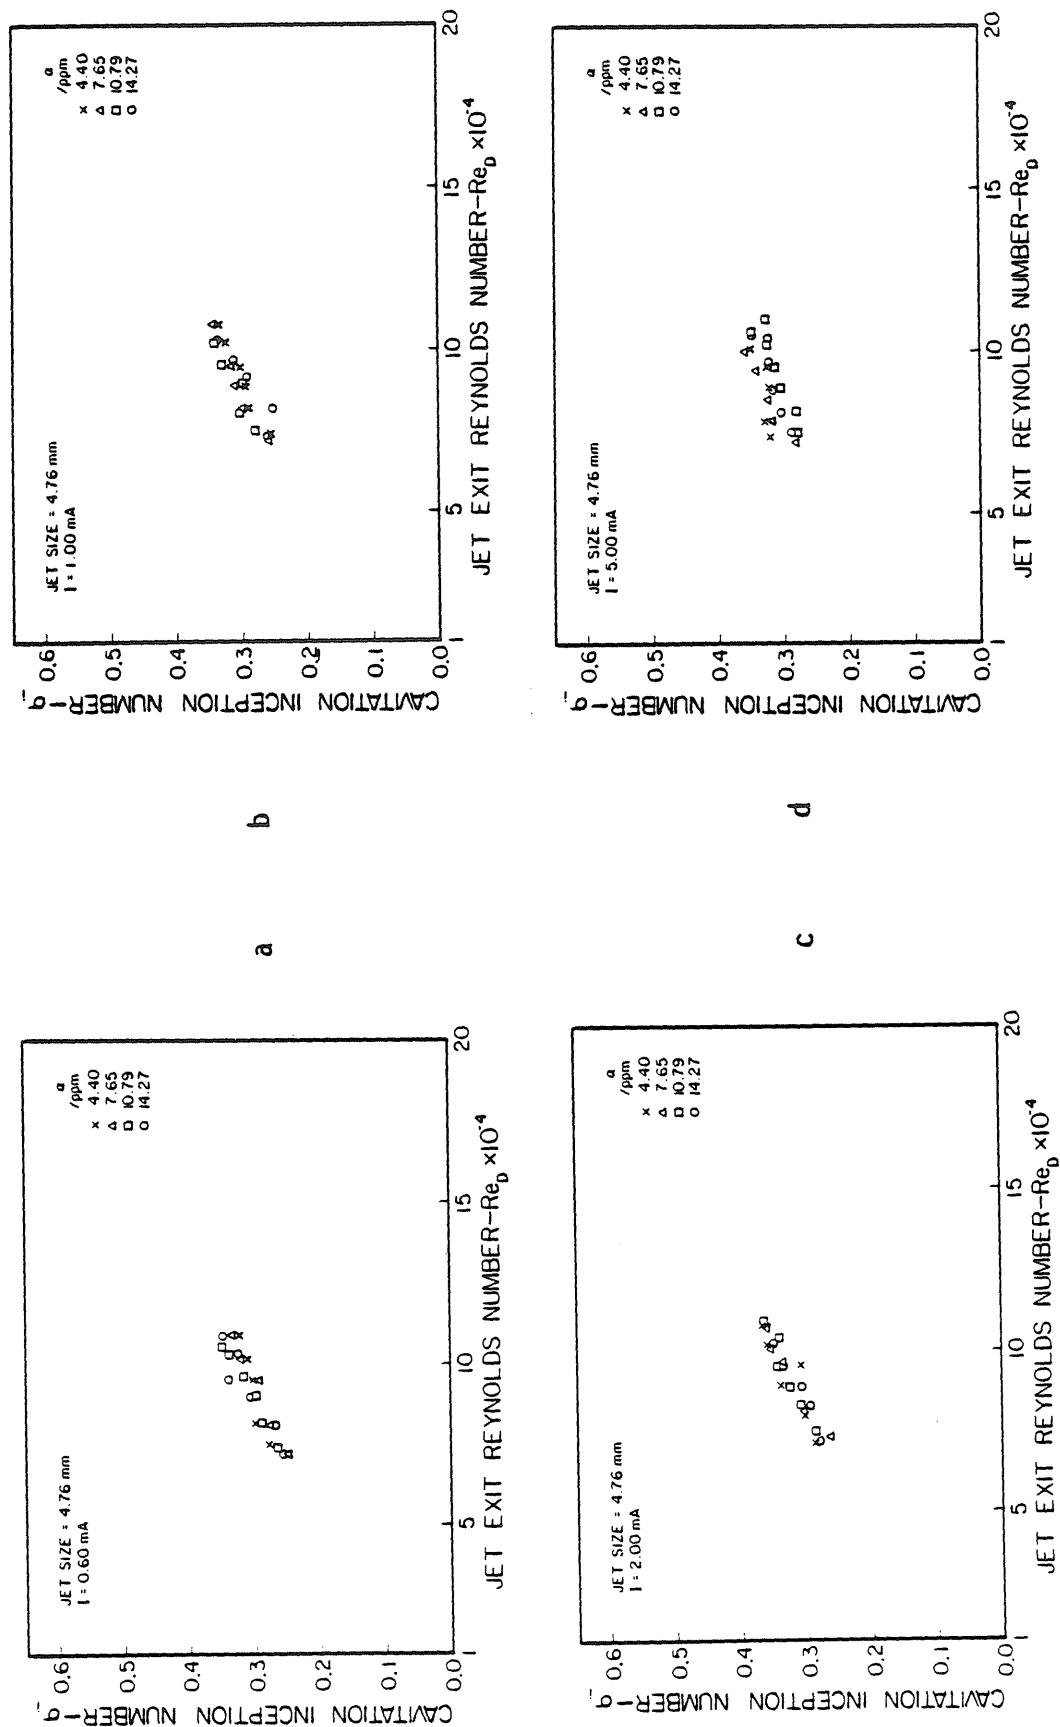 CAVITATION INCEPTION NUMBER-σi
0.6
0.5
0.4
0.3
0.2
0.1
0.0
JET SIZE = 4.76 mm
I = 0.60 mA
α
/ppm
× 4.40
△ 7.65
□ 10.79
○ 14.27
1 5 10 15 20
JET EXIT REYNOLDS NUMBER-ReD ×10-4
a
CAVITATION INCEPTION NUMBER-σi
0.6
0.5
0.4
0.3
0.2
0.1
0.0
JET SIZE = 4.76 mm
I = 1.00 mA
α
/ppm
× 4.40
△ 7.65
□ 10.79
○ 14.27
1 5 10 15 20
JET EXIT REYNOLDS NUMBER-ReD ×10-4
b
CAVITATION INCEPTION NUMBER-σi
0.6
0.5
0.4
0.3
0.2
0.1
0.0
JET SIZE = 4.76 mm
I = 2.00 mA
α
/ppm
× 4.40
△ 7.65
□ 10.79
○ 14.27
1 5 10 15 20
JET EXIT REYNOLDS NUMBER-ReD ×10-4
c
CAVITATION INCEPTION NUMBER-σi
0.6
0.5
0.4
0.3
0.2
0.1
0.0
JET SIZE = 4.76 mm
I = 5.00 mA
α
/ppm
× 4.40
△ 7.65
□ 10.79
○ 14.27
1 5 10 15 20
JET EXIT REYNOLDS NUMBER-ReD ×10-4
d